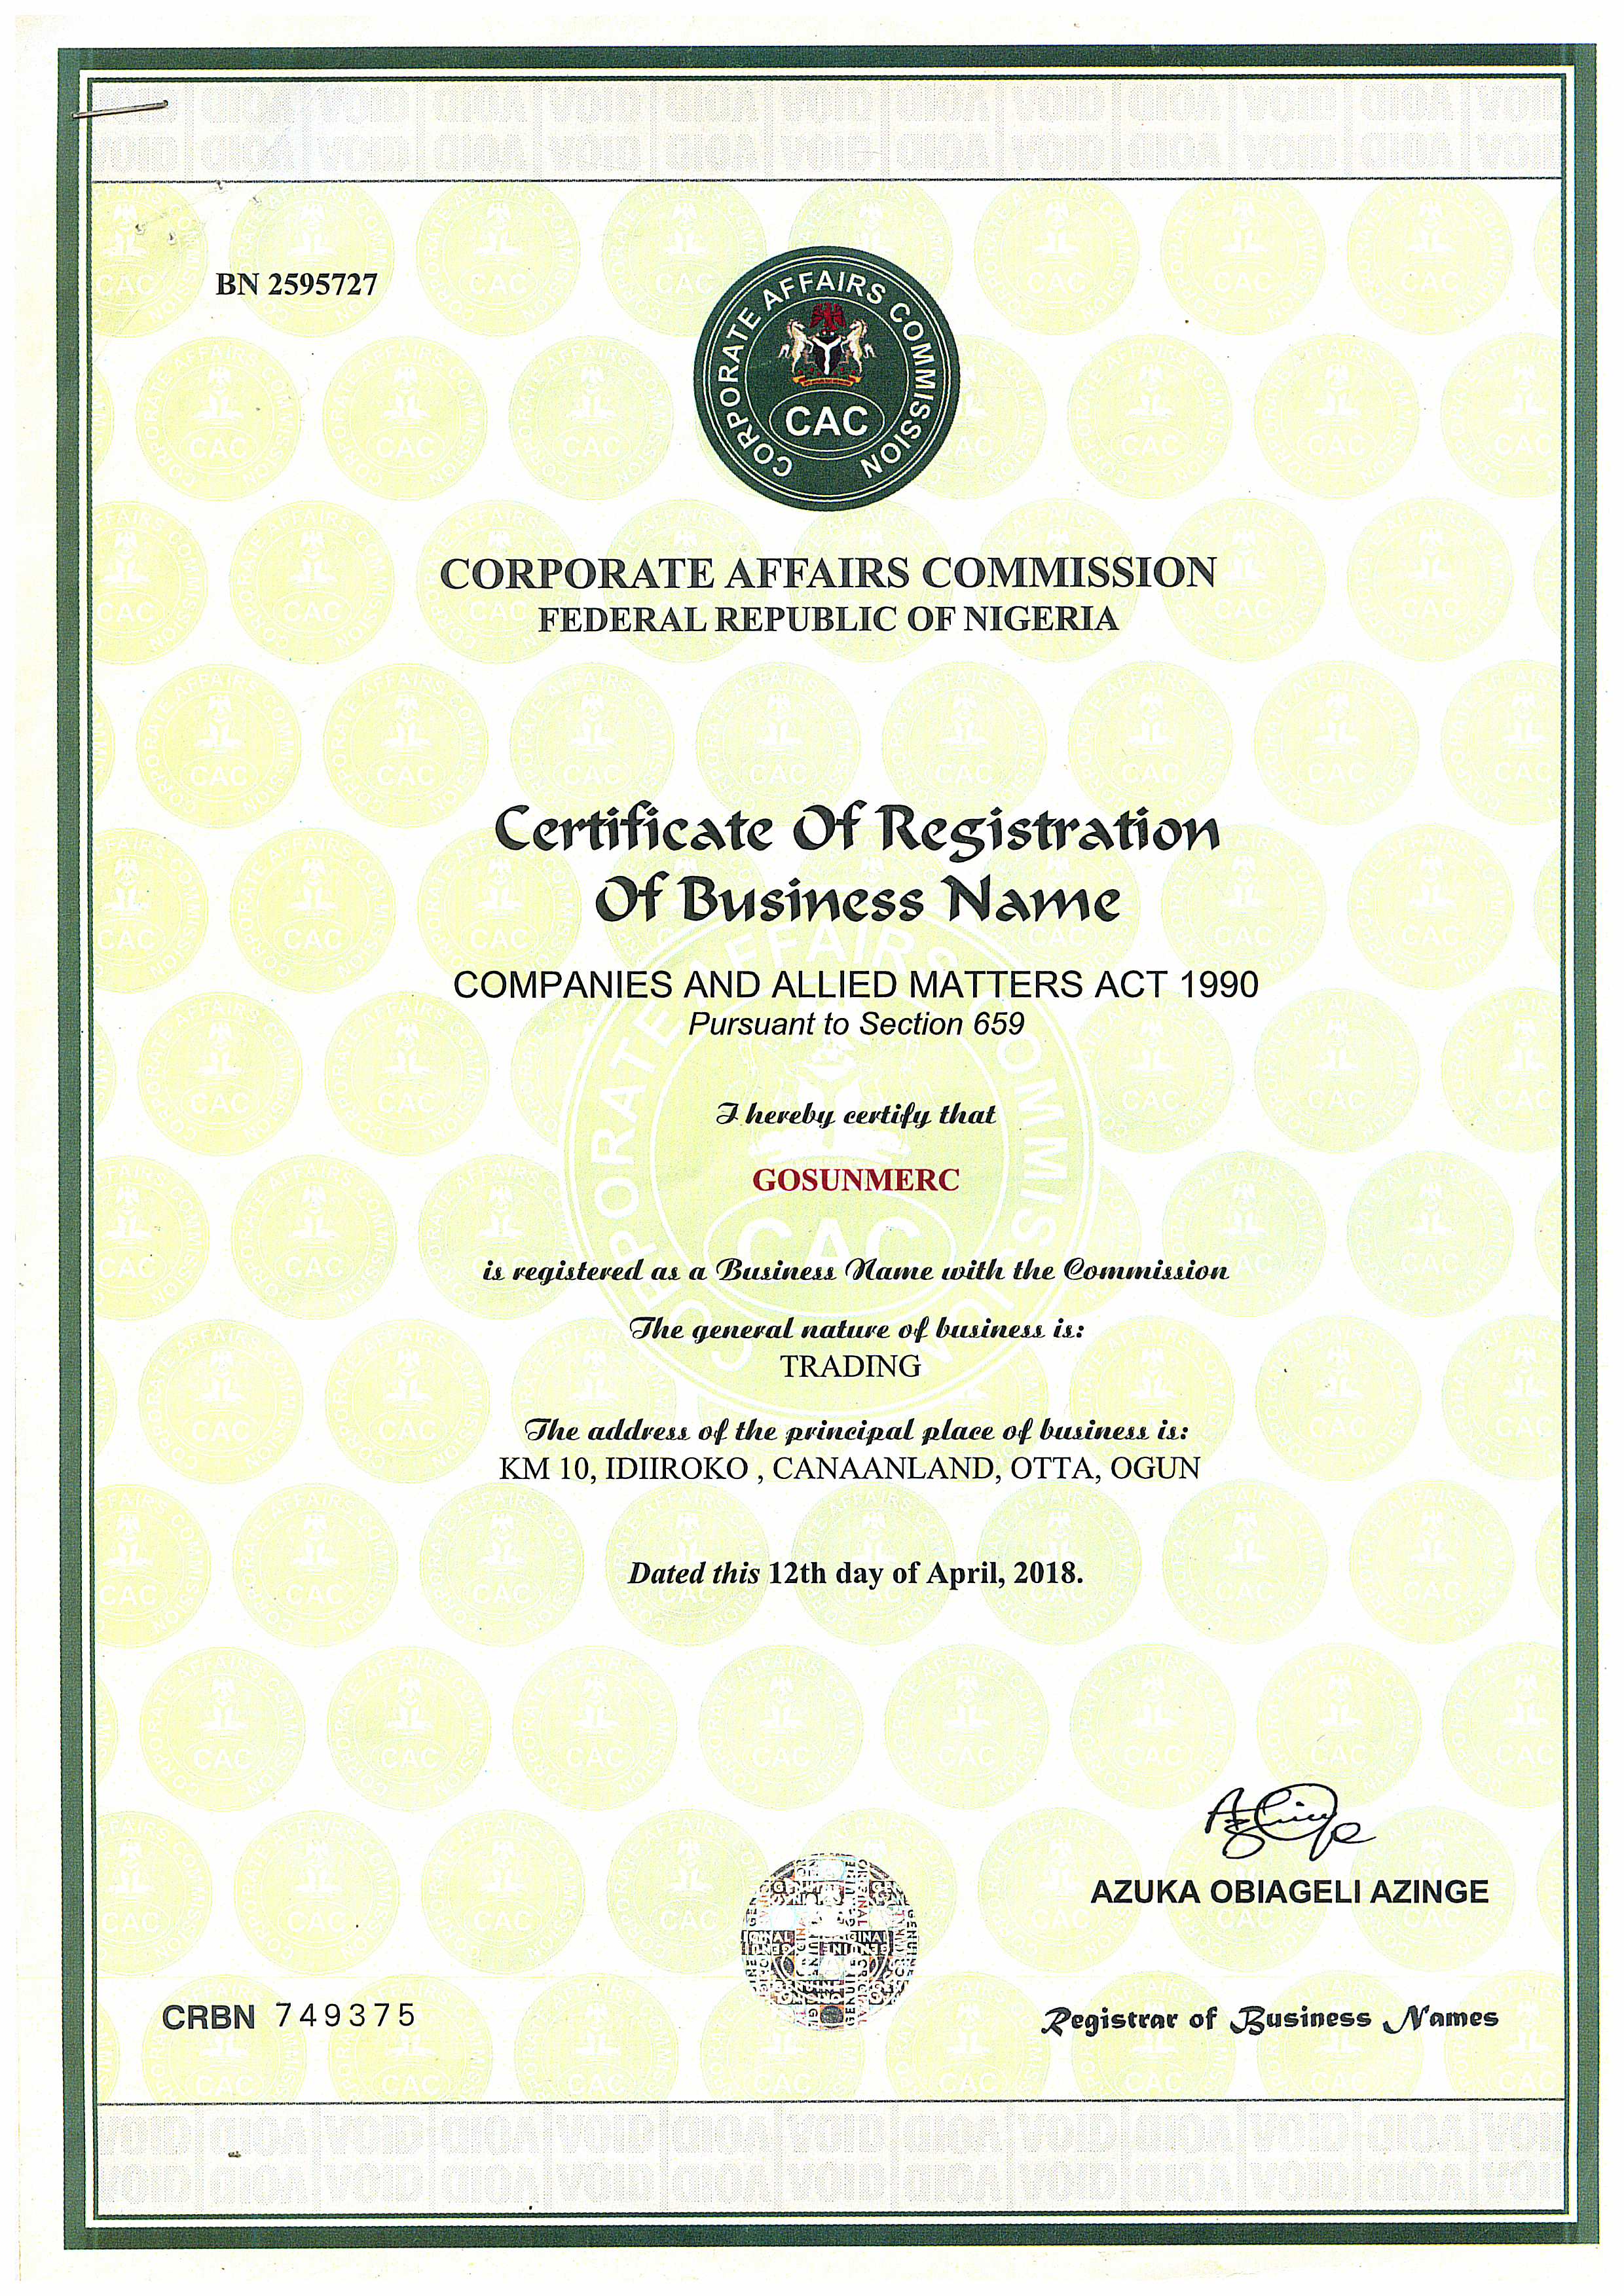 BN 2595727
CORPORATE AFFAIRS COMMISSION
CAC
CORPORATE AFFAIRS COMMISSION
FEDERAL REPUBLIC OF NIGERIA
Certificate Of Registration
Of Business Name
COMPANIES AND ALLIED MATTERS ACT 1990
Pursuant to Section 659
I hereby certify that
GOSUNMERC
is registered as a Business Name with the Commission
The general nature of business is:
TRADING
The address of the principal place of business is:
KM 10, IDIIROKO , CANAANLAND, OTTA, OGUN
Dated this 12th day of April, 2018.
AZUKA OBIAGELI AZINGE
CRBN 749375
Registrar of Business Names